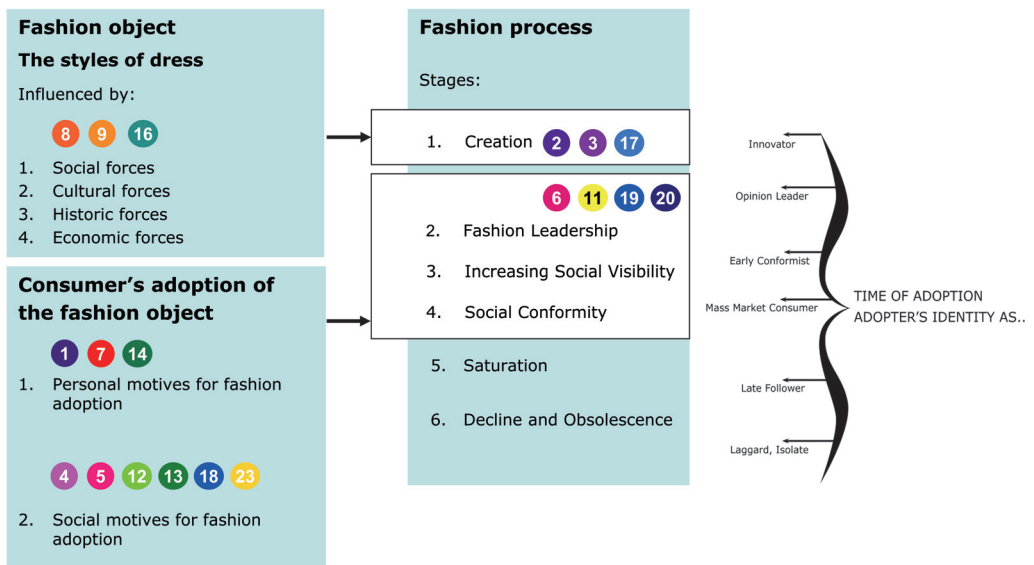 Fashion object
The styles of dress
Influenced by:
8 9 16
1. Social forces
2. Cultural forces
3. Historic forces
4. Economic forces
Consumer's adoption of
the fashion object
1 7 14
1. Personal motives for fashion
adoption
4 5 12 13 18 23
2. Social motives for fashion
adoption
Fashion process
Stages:
1. Creation 2 3 17
6 11 19 20
2. Fashion Leadership
3. Increasing Social Visibility
4. Social Conformity
5. Saturation
6. Decline and Obsolescence
Innovator
Opinion Leader
Early Conformist
Mass Market Consumer
Late Follower
Laggard, Isolate
TIME OF ADOPTION
ADOPTER'S IDENTITY AS..